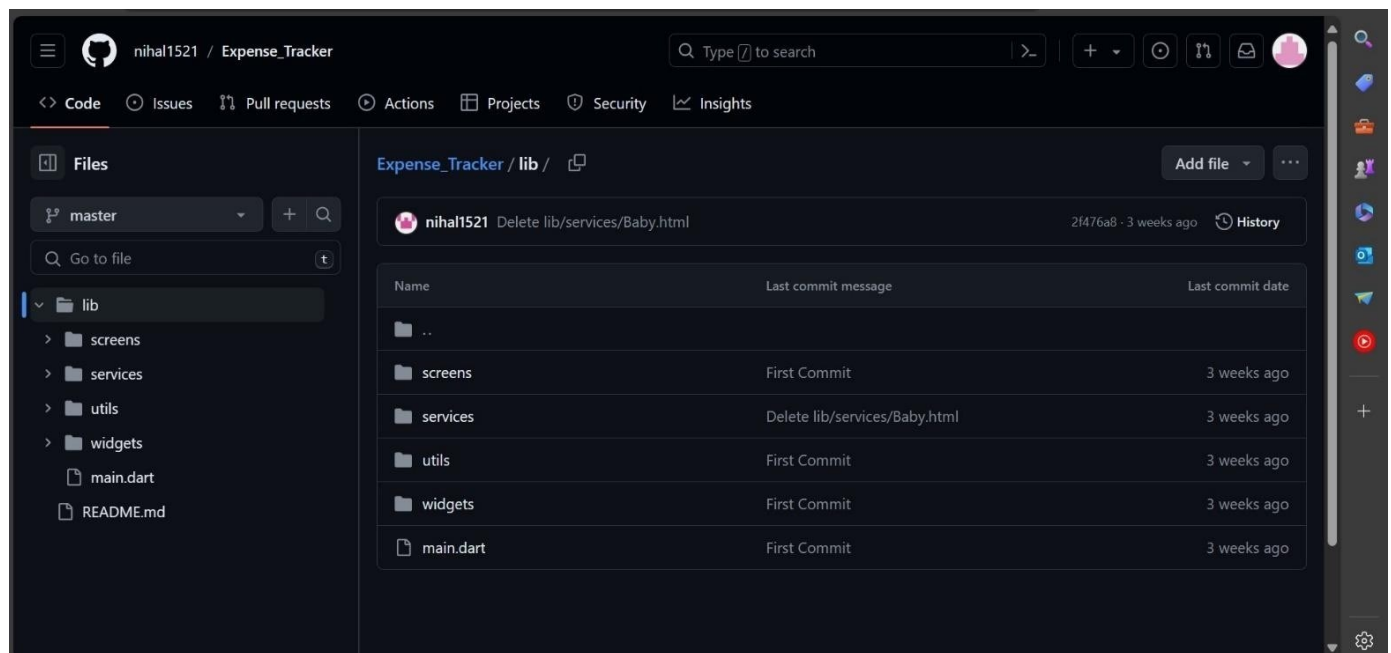 nihal1521 / Expense_Tracker
Type / to search
Code Issues Pull requests Actions Projects Security Insights
Files
master
Go to file t
lib
screens
services
utils
widgets
main.dart
README.md
Expense_Tracker / lib /
Add file
nihal1521 Delete lib/services/Baby.html 2f476a8 · 3 weeks ago History
Name Last commit message Last commit date
..
screens First Commit 3 weeks ago
services Delete lib/services/Baby.html 3 weeks ago
utils First Commit 3 weeks ago
widgets First Commit 3 weeks ago
main.dart First Commit 3 weeks ago